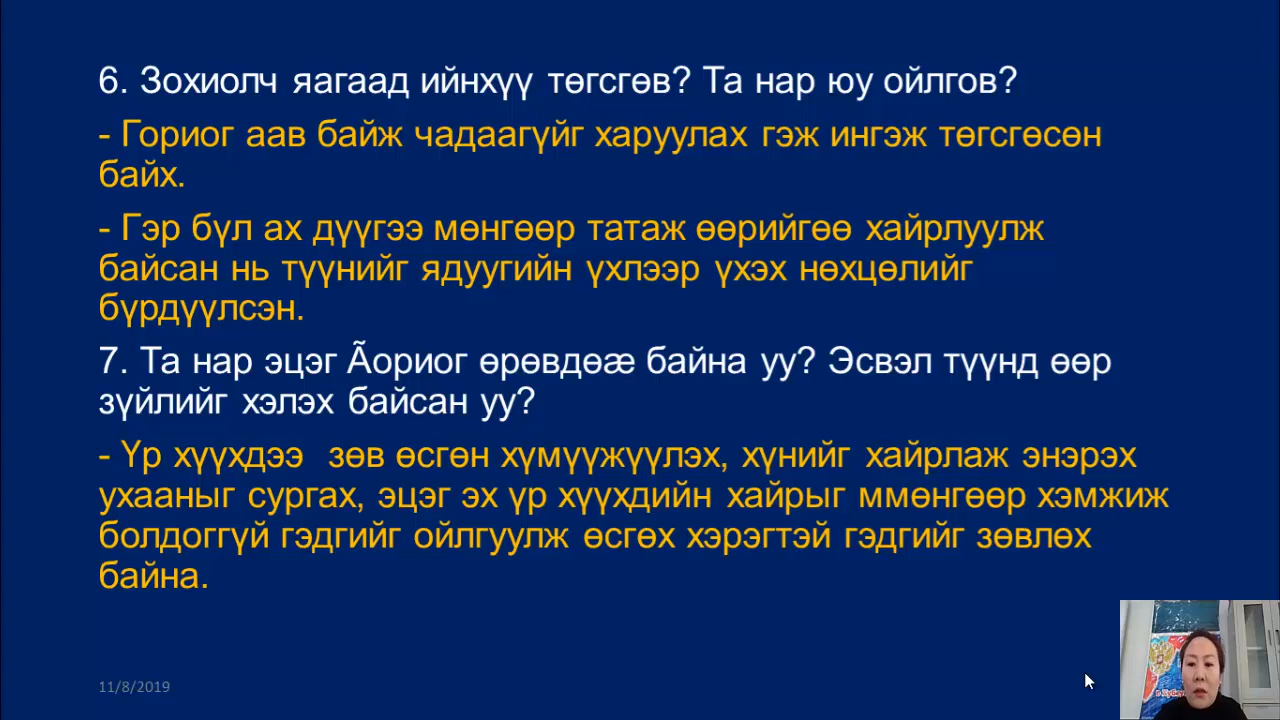 6. Зохиолч яагаад ийнхүү төгсгөв? Та нар юу ойлгов?
- Гориог аав байж чадаагүйг харуулах гэж ингэж төгсгөсөн
байх.
- Гэр бүл ах дүүгээ мөнгөөр татаж өөрийгөө хайрлуулж
байсан нь түүнийг ядуугийн үхлээр үхэх нөхцөлийг
бүрдүүлсэн.
7. Та нар эцэг Ãориог өрөвдөæ байна уу? Эсвэл түүнд өөр
зүйлийг хэлэх байсан уу?
- Үр хүүхдээ зөв өсгөн хүмүүжүүлэх, хүнийг хайрлаж энэрэх
ухааныг сургах, эцэг эх үр хүүхдийн хайрыг ммөнгөөр хэмжиж
болдоггүй гэдгийг ойлгуулж өсгөх хэрэгтэй гэдгийг зөвлөх
байна.
11/8/2019